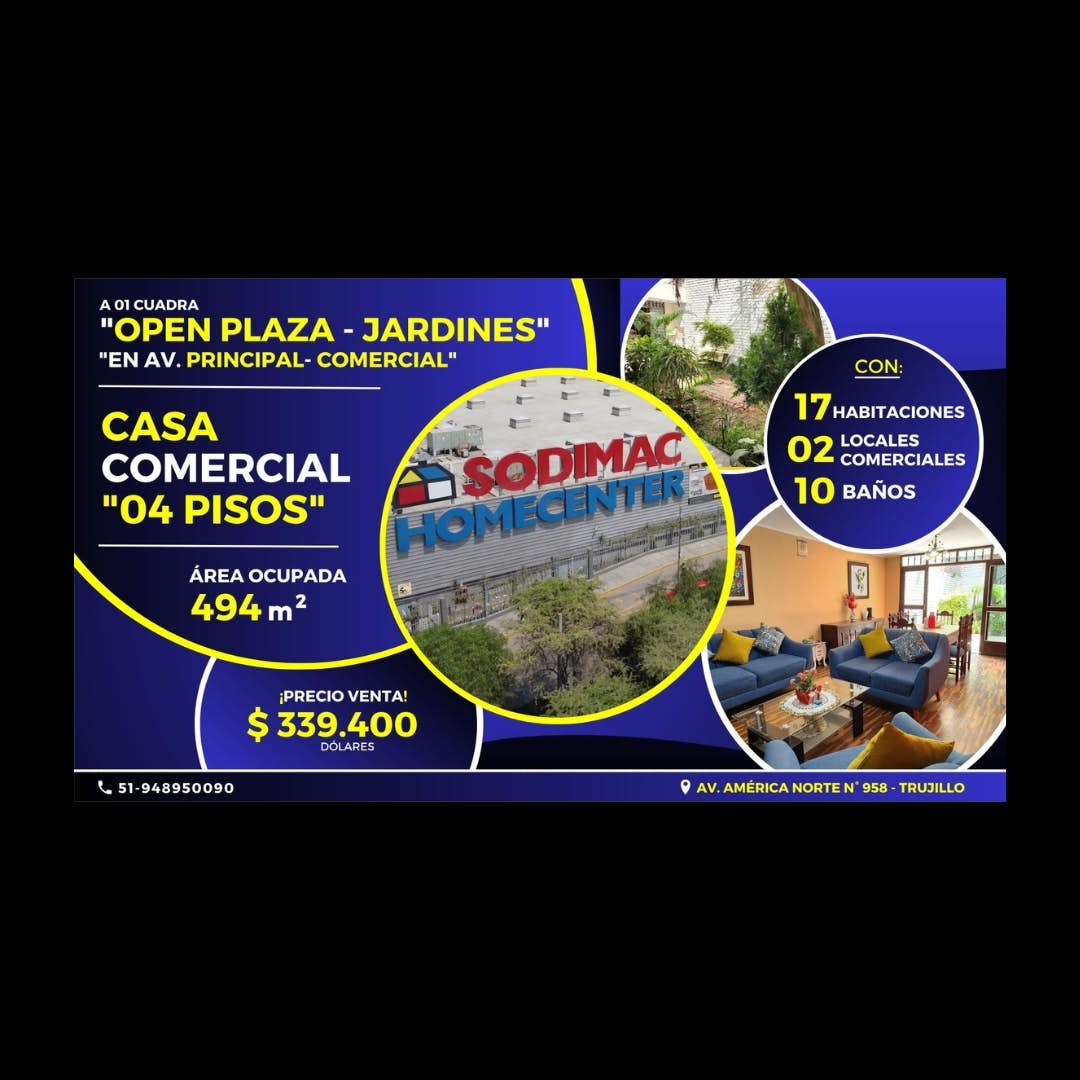 A 01 CUADRA
"OPEN PLAZA - JARDINES"
"EN AV. PRINCIPAL- COMERCIAL"
CASA
COMERCIAL
"04 PISOS"
ÁREA OCUPADA
494 m²
¡PRECIO VENTA!
$ 339.400
DÓLARES
SODIMAC
HOMECENTER
CON:
17 HABITACIONES
02 LOCALES
COMERCIALES
10 BAÑOS
51-948950090
AV. AMÉRICA NORTE N° 958 - TRUJILLO